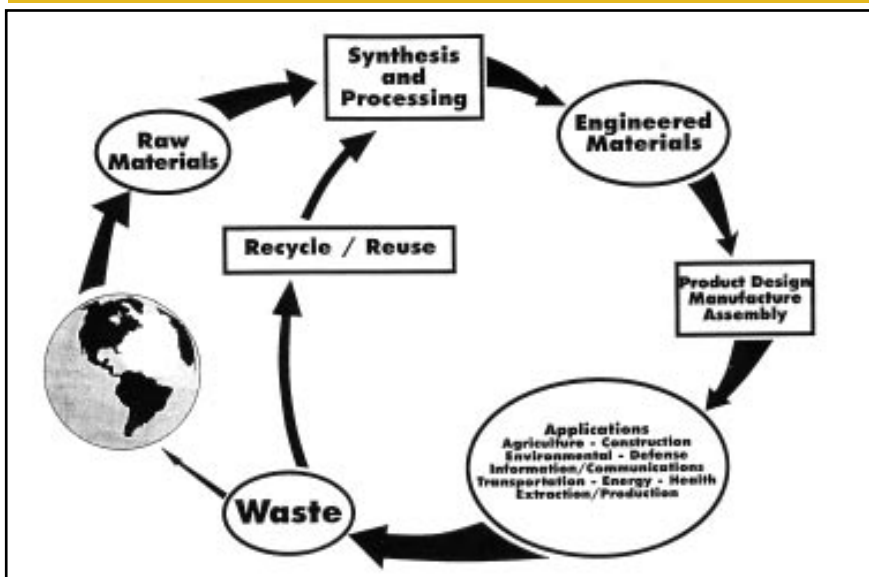 Synthesis
and
Processing
Engineered
Materials
Raw
Materials
Recycle / Reuse
Product Design
Manufacture
Assembly
Applications
Agriculture - Construction
Environmental - Defense
Information/Communications
Transportation - Energy - Health
Extraction/Production
Waste